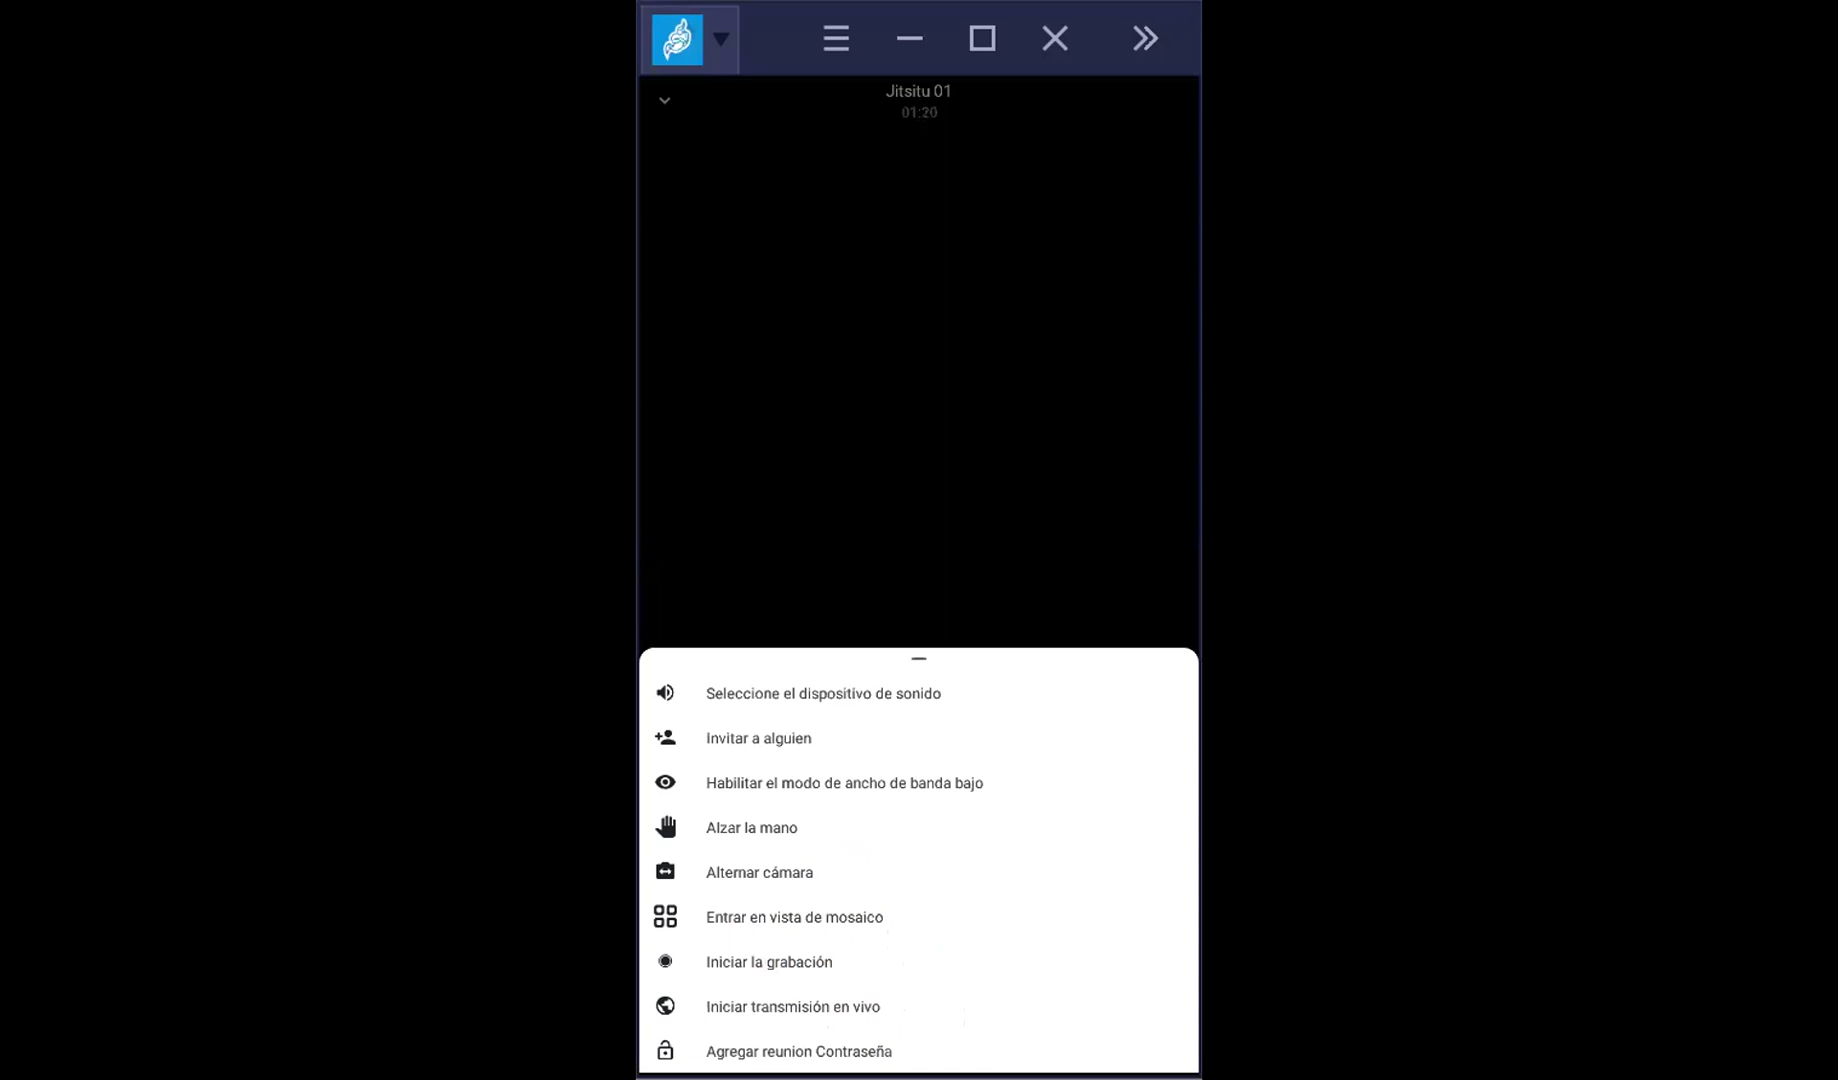 Jitsitu 01
01:20
Seleccione el dispositivo de sonido
Invitar a alguien
Habilitar el modo de ancho de banda bajo
Alzar la mano
Alternar cámara
Entrar en vista de mosaico
Iniciar la grabación
Iniciar transmisión en vivo
Agregar reunion Contraseña